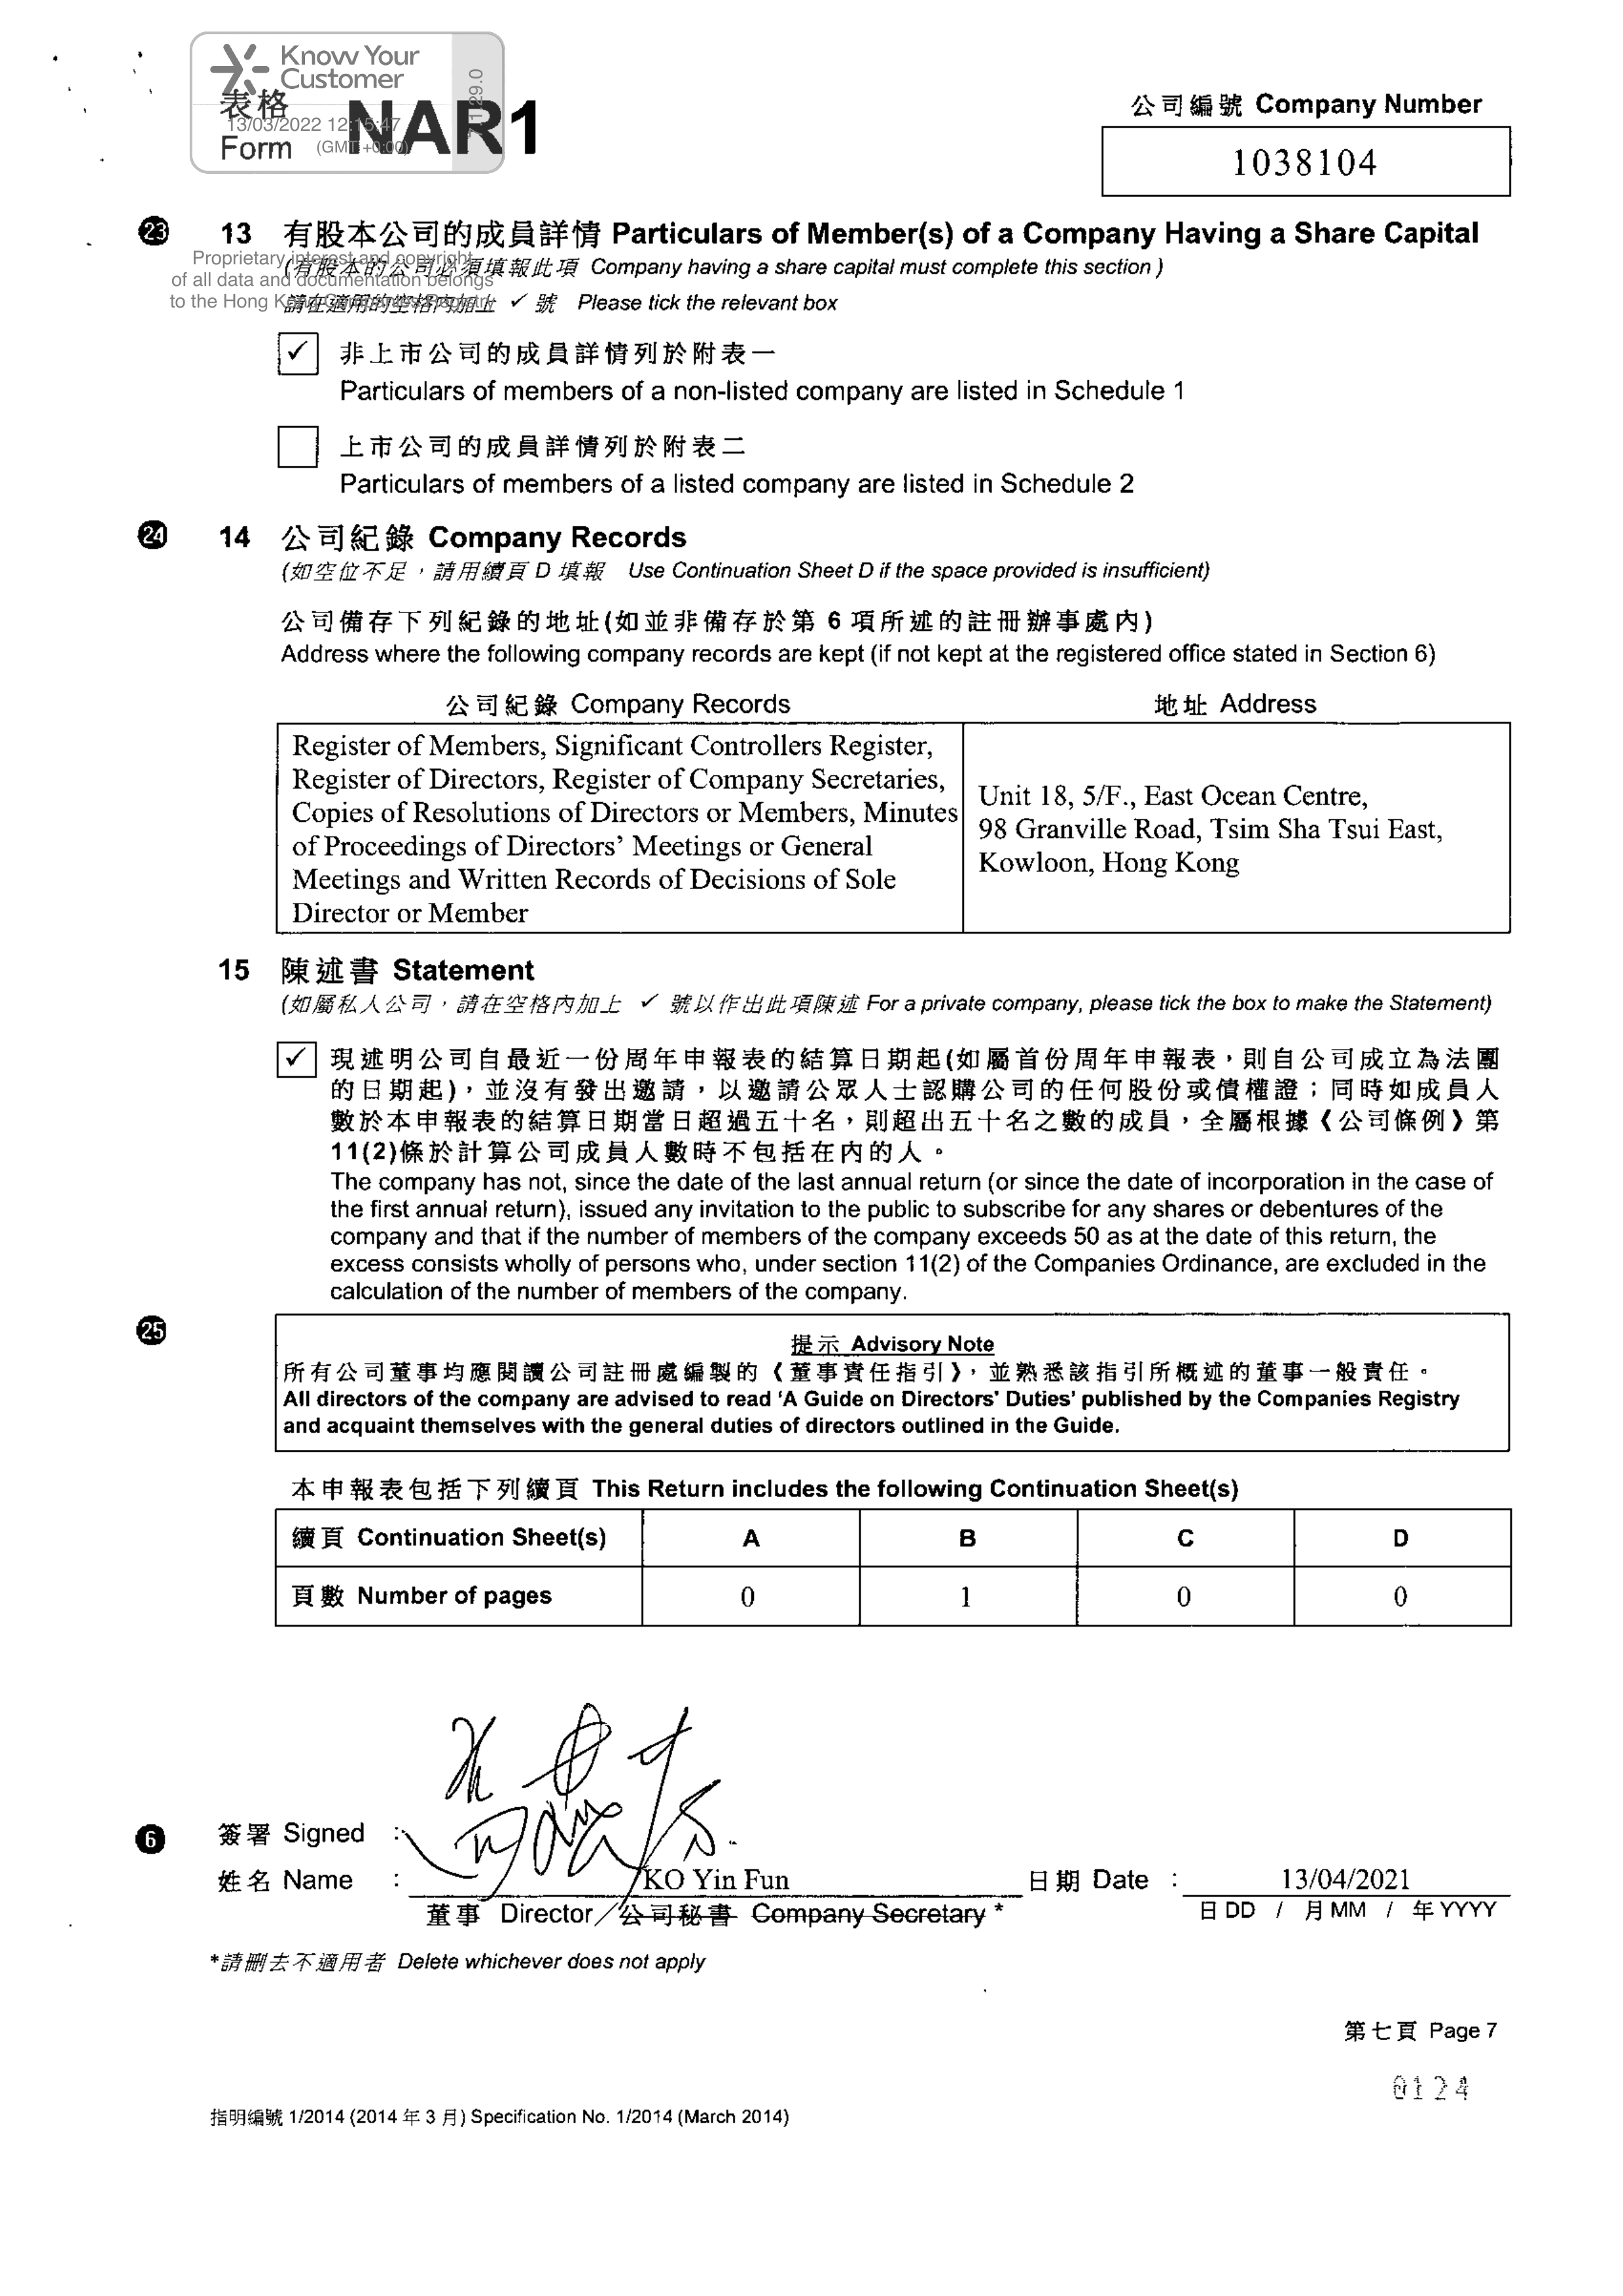 Know Your
Customer
表格
13/03/2022 12:15:47
Form NAR1
(GMT +0:00)
公司編號 Company Number
1038104
23 13 有股本公司的成員詳情 Particulars of Member(s) of a Company Having a Share Capital
Proprietary interest and copyright
(有股本的公司必須填報此項 Company having a share capital must complete this section )
of all data and documentation belongs
to the Hong Kong Companies Registry
請在適用的空格內加上 ✓ 號 Please tick the relevant box
✓ 非上市公司的成員詳情列於附表一
Particulars of members of a non-listed company are listed in Schedule 1
上市公司的成員詳情列於附表二
Particulars of members of a listed company are listed in Schedule 2
24 14 公司紀錄 Company Records
(如空位不足，請用續頁 D 填報 Use Continuation Sheet D if the space provided is insufficient)
公司備存下列紀錄的地址(如並非備存於第 6 項所述的註冊辦事處內)
Address where the following company records are kept (if not kept at the registered office stated in Section 6)
公司紀錄 Company Records 地址 Address
Register of Members, Significant Controllers Register,
Register of Directors, Register of Company Secretaries,
Copies of Resolutions of Directors or Members, Minutes
of Proceedings of Directors' Meetings or General
Meetings and Written Records of Decisions of Sole
Director or Member
Unit 18, 5/F., East Ocean Centre,
98 Granville Road, Tsim Sha Tsui East,
Kowloon, Hong Kong
15 陳述書 Statement
(如屬私人公司，請在空格內加上 ✓ 號以作出此項陳述 For a private company, please tick the box to make the Statement)
✓ 現述明公司自最近一份周年申報表的結算日期起(如屬首份周年申報表，則自公司成立為法團
的日期起)，並沒有發出邀請，以邀請公眾人士認購公司的任何股份或債權證；同時如成員人
數於本申報表的結算日期當日超過五十名，則超出五十名之數的成員，全屬根據《公司條例》第
11(2)條於計算公司成員人數時不包括在內的人。
The company has not, since the date of the last annual return (or since the date of incorporation in the case of
the first annual return), issued any invitation to the public to subscribe for any shares or debentures of the
company and that if the number of members of the company exceeds 50 as at the date of this return, the
excess consists wholly of persons who, under section 11(2) of the Companies Ordinance, are excluded in the
calculation of the number of members of the company.
25
提示 Advisory Note
所有公司董事均應閱讀公司註冊處編製的《董事責任指引》，並熟悉該指引所概述的董事一般責任。
All directors of the company are advised to read 'A Guide on Directors' Duties' published by the Companies Registry
and acquaint themselves with the general duties of directors outlined in the Guide.
本申報表包括下列續頁 This Return includes the following Continuation Sheet(s)
續頁 Continuation Sheet(s) A B C D
頁數 Number of pages 0 1 0 0
6 簽署 Signed :
姓名 Name : KO Yin Fun 日期 Date : 13/04/2021
董事 Director／公司秘書 Company Secretary * 日 DD / 月 MM / 年 YYYY
*請刪去不適用者 Delete whichever does not apply
第七頁 Page 7
0124
指明編號 1/2014 (2014 年 3 月) Specification No. 1/2014 (March 2014)